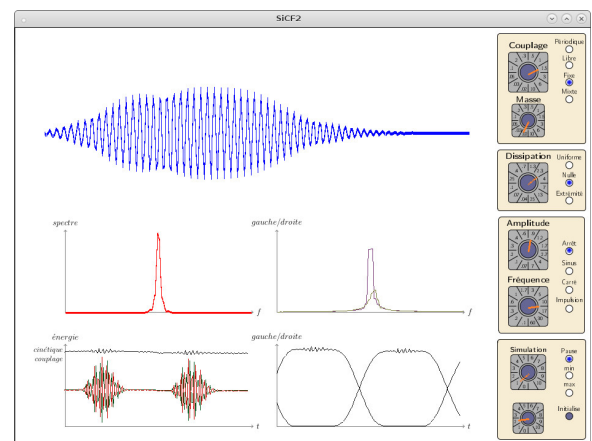 SiCF2
Couplage
Périodique
Libre
Fixe
Mixte
Masse
Dissipation
Uniforme
Nulle
Extrémité
Amplitude
Arrêt
Sinus
Carré
Impulsion
Fréquence
Simulation
Pause
min
max
Initialise
spectre
f
gauche/droite
f
énergie
cinétique
couplage
t
gauche/droite
t